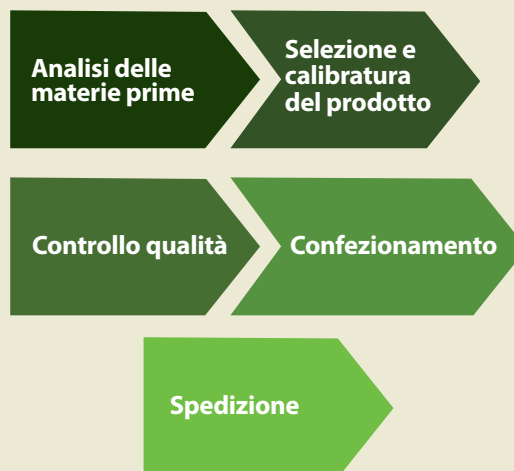 Analisi delle
materie prime
Selezione e
calibratura
del prodotto
Controllo qualità
Confezionamento
Spedizione